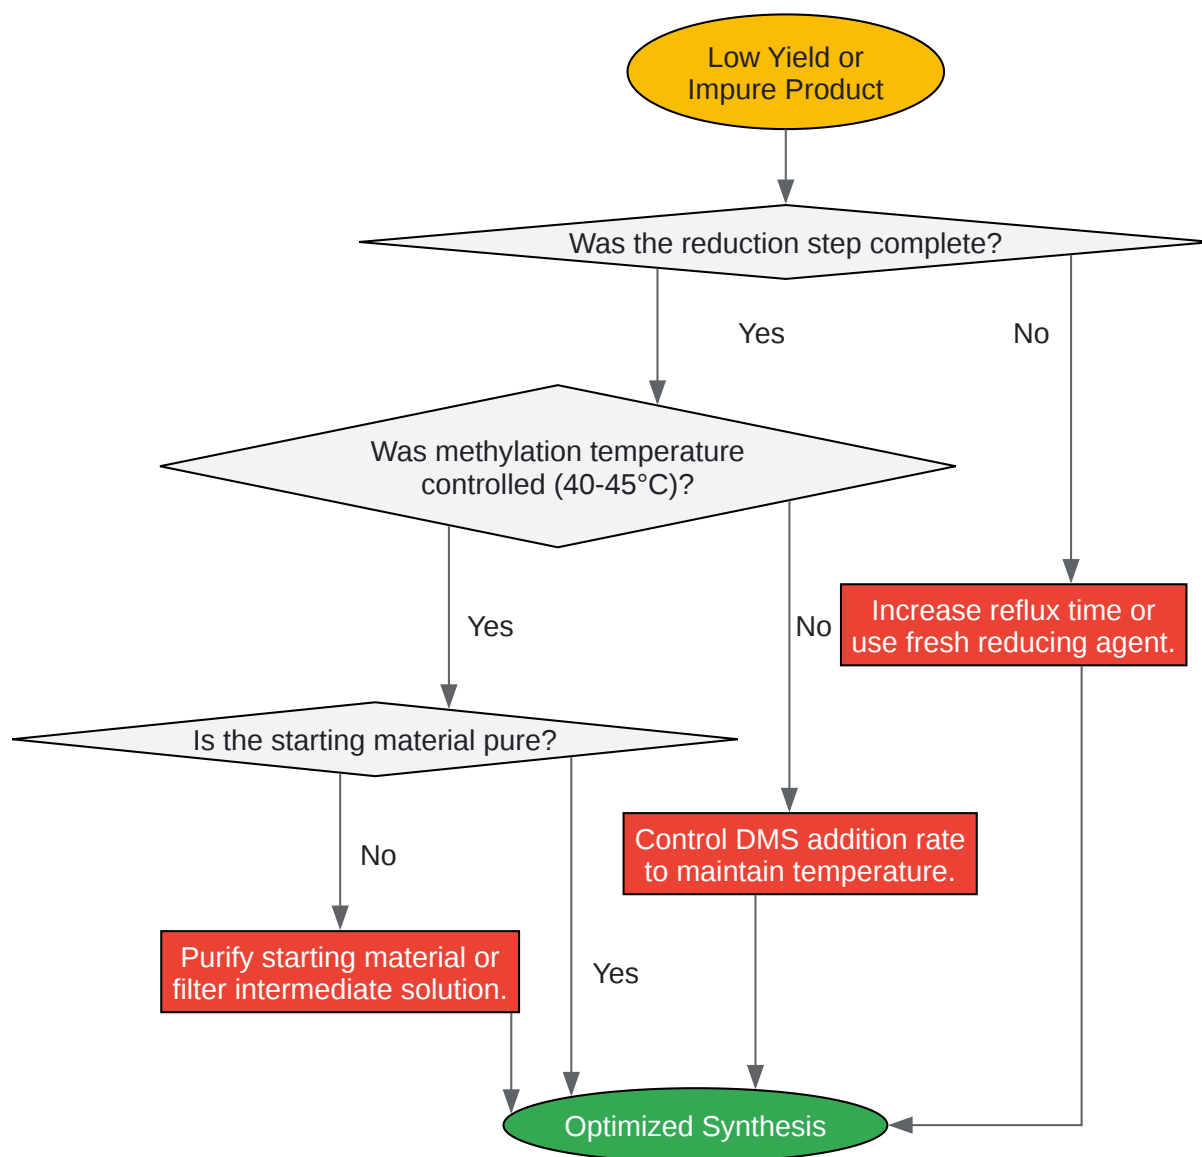 Low Yield or
Impure Product
Was the reduction step complete?
Yes
No
Was methylation temperature
controlled (40-45°C)?
Increase reflux time or
use fresh reducing agent.
Yes
No
Is the starting material pure?
Control DMS addition rate
to maintain temperature.
No
Purify starting material or
filter intermediate solution.
Yes
Optimized Synthesis